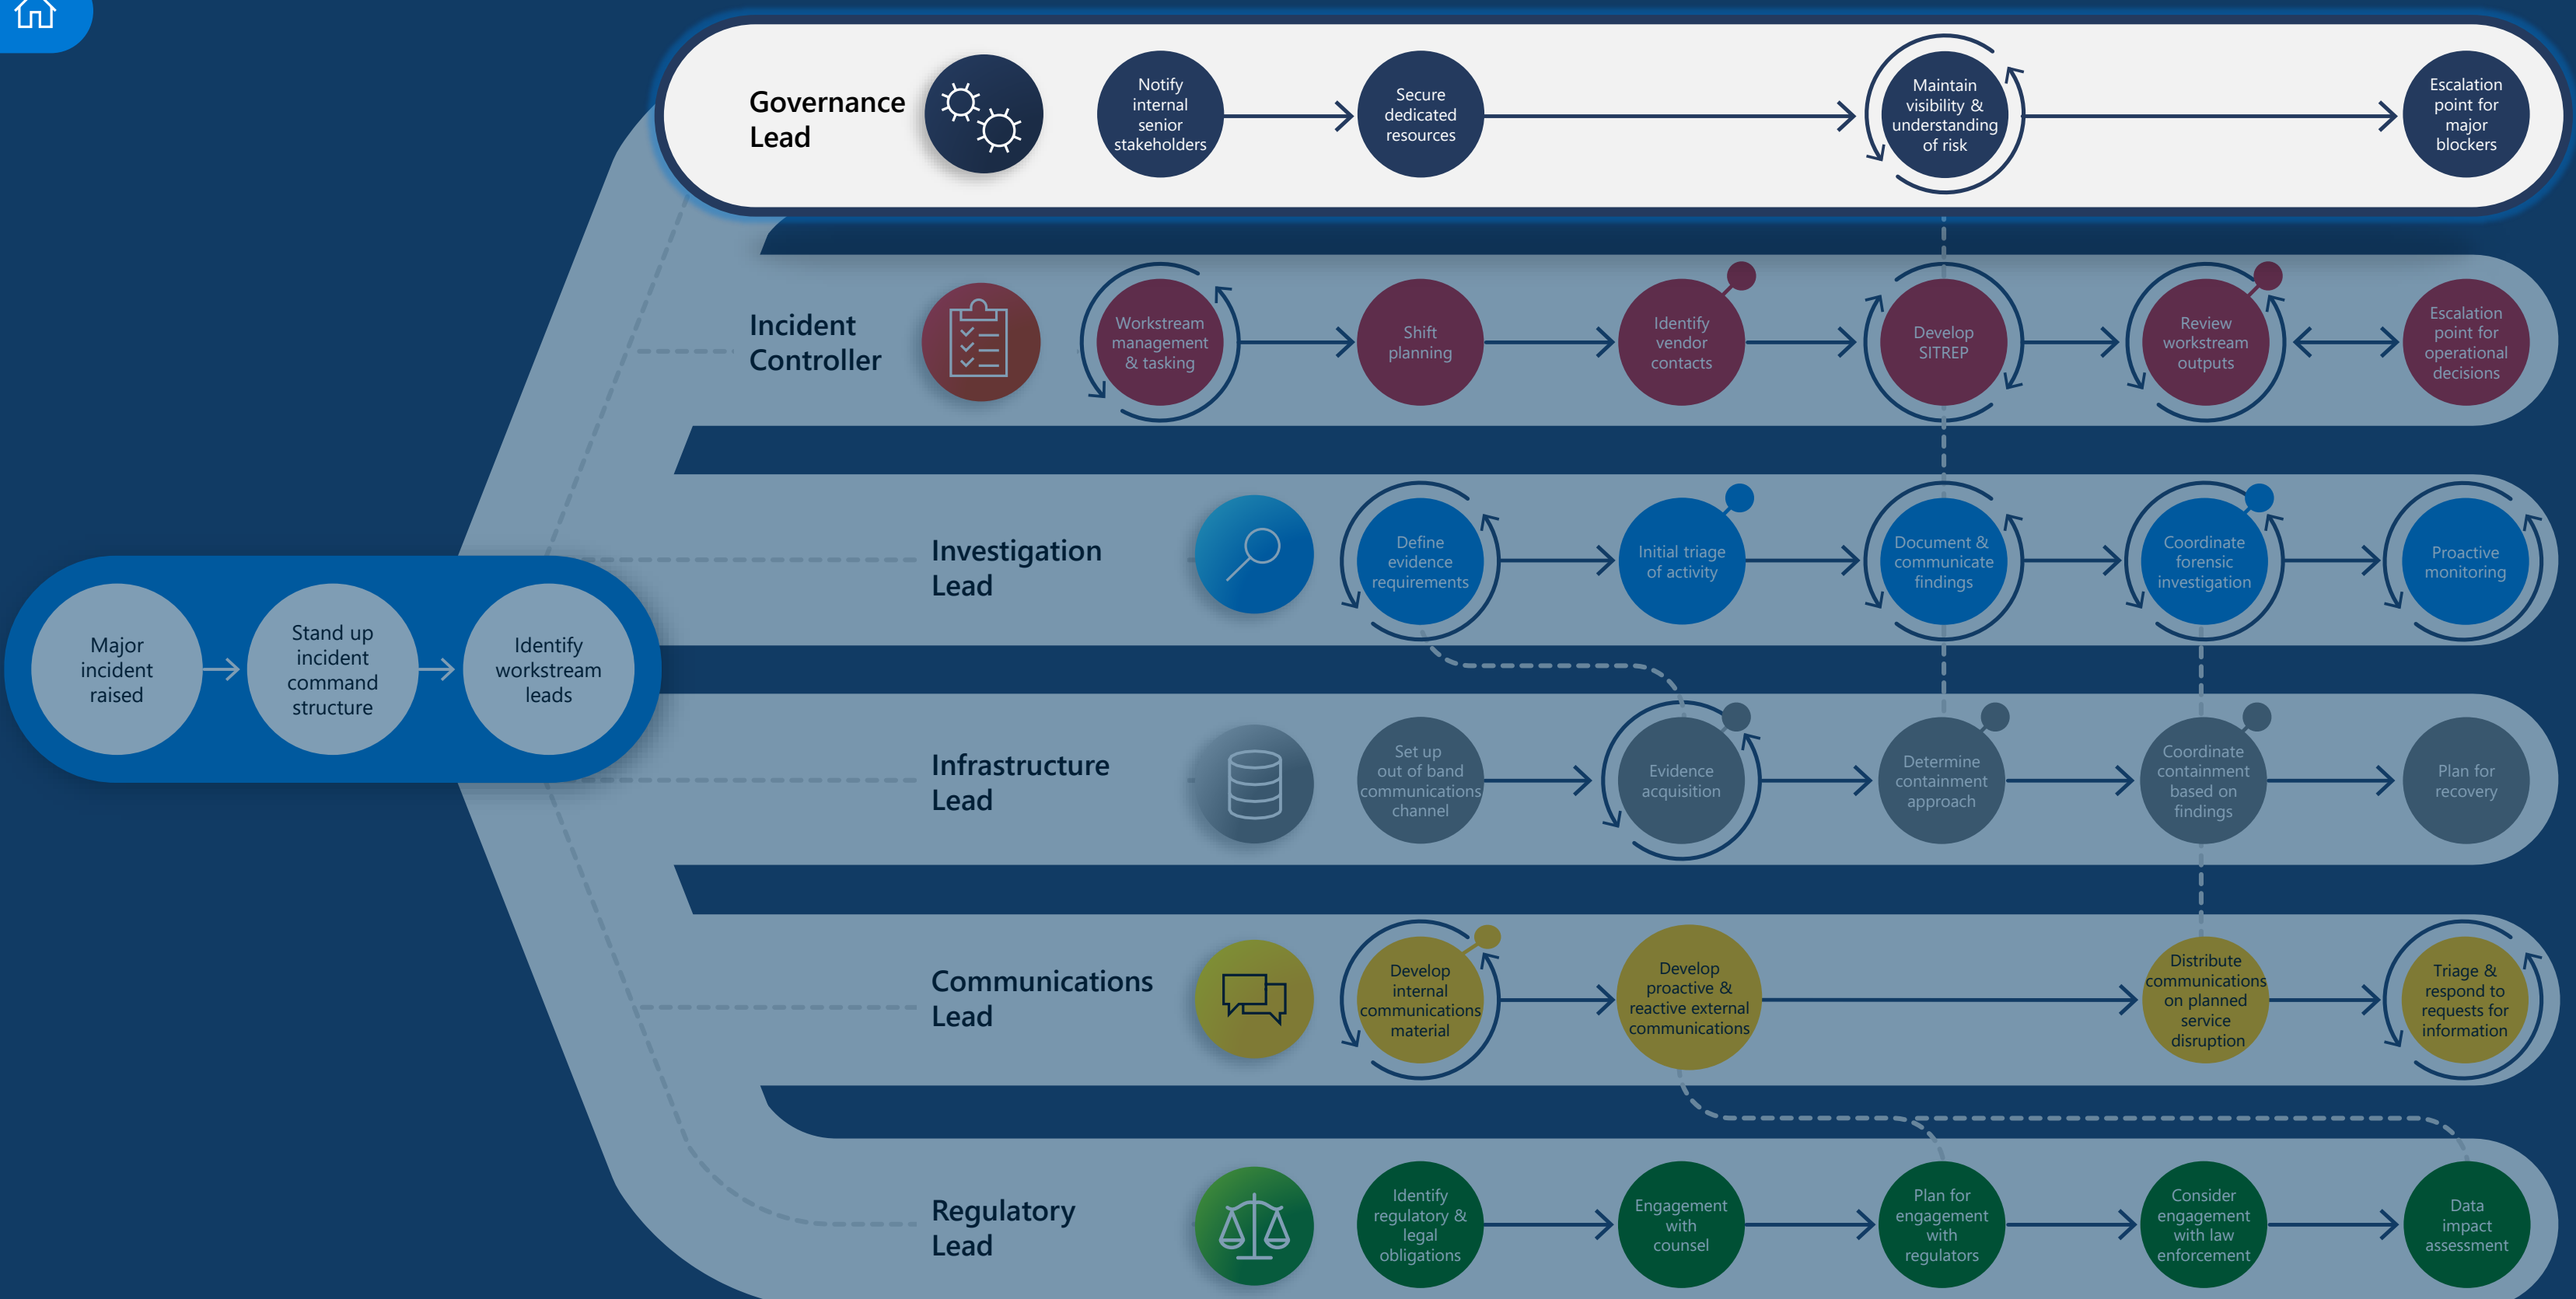 Governance
Lead
Notify
internal
senior
stakeholders
Secure
dedicated
resources
Maintain
visibility &
understanding
of risk
Escalation
point for
major
blockers
Incident
Controller
Workstream
management
& tasking
Shift
planning
Identify
vendor
contacts
Develop
SITREP
Review
workstream
outputs
Escalation
point for
operational
decisions
Major
incident
raised
Stand up
incident
command
structure
Identify
workstream
leads
Investigation
Lead
Define
evidence
requirements
Initial triage
of activity
Document &
communicate
findings
Coordinate
forensic
investigation
Proactive
monitoring
Infrastructure
Lead
Set up
out of band
communications
channel
Evidence
acquisition
Determine
containment
approach
Coordinate
containment
based on
findings
Plan for
recovery
Communications
Lead
Develop
internal
communications
material
Develop
proactive &
reactive external
communications
Distribute
communications
on planned
service
disruption
Triage &
respond to
requests for
information
Regulatory
Lead
Identify
regulatory &
legal
obligations
Engagement
with
counsel
Plan for
engagement
with
regulators
Consider
engagement
with law
enforcement
Data
impact
assessment